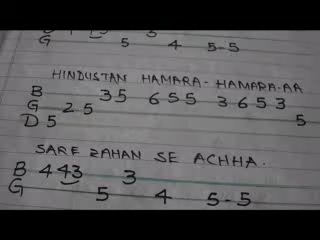 G 5 4 5-5
HINDUSTAN HAMARA - HAMARA-AA
B 35 655 3653
G 25 5
D 5
SARE ZAHAN SE ACHHA.
B 4 43 3
G 5 4 5-5